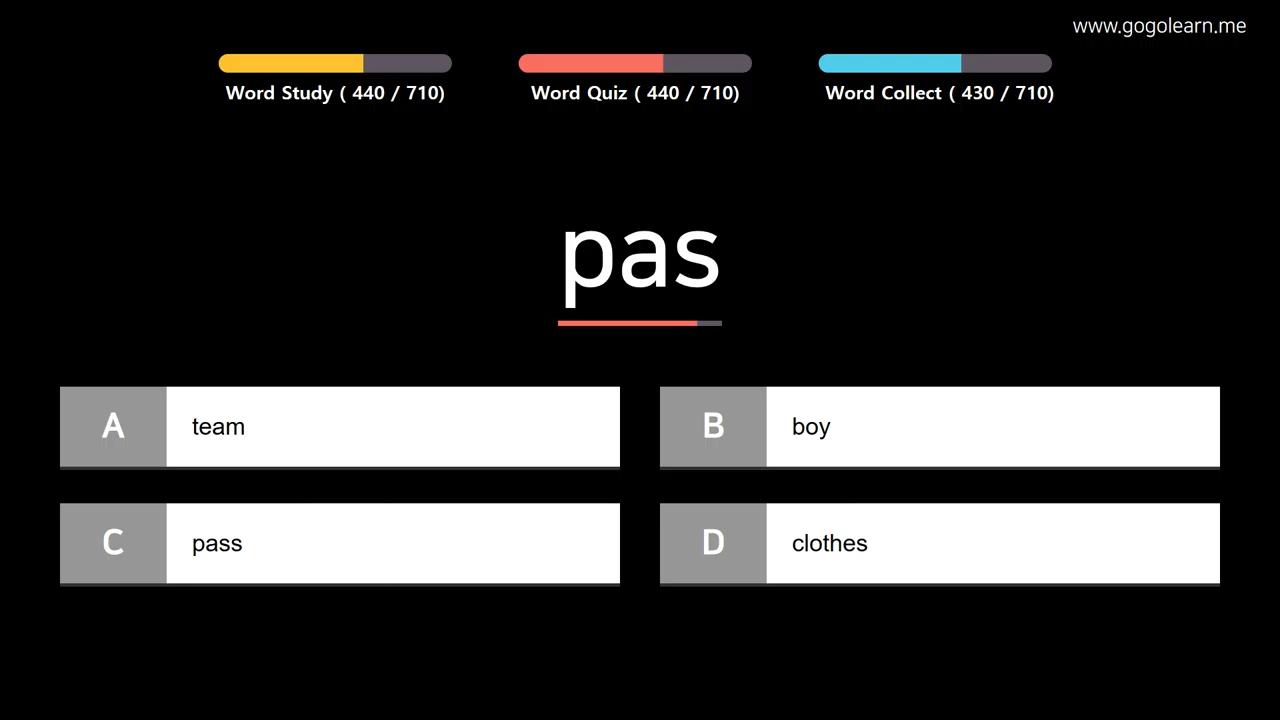 www.gogolearn.me
Word Study ( 440 / 710)
Word Quiz ( 440 / 710)
Word Collect ( 430 / 710)
pas
A team
B boy
C pass
D clothes